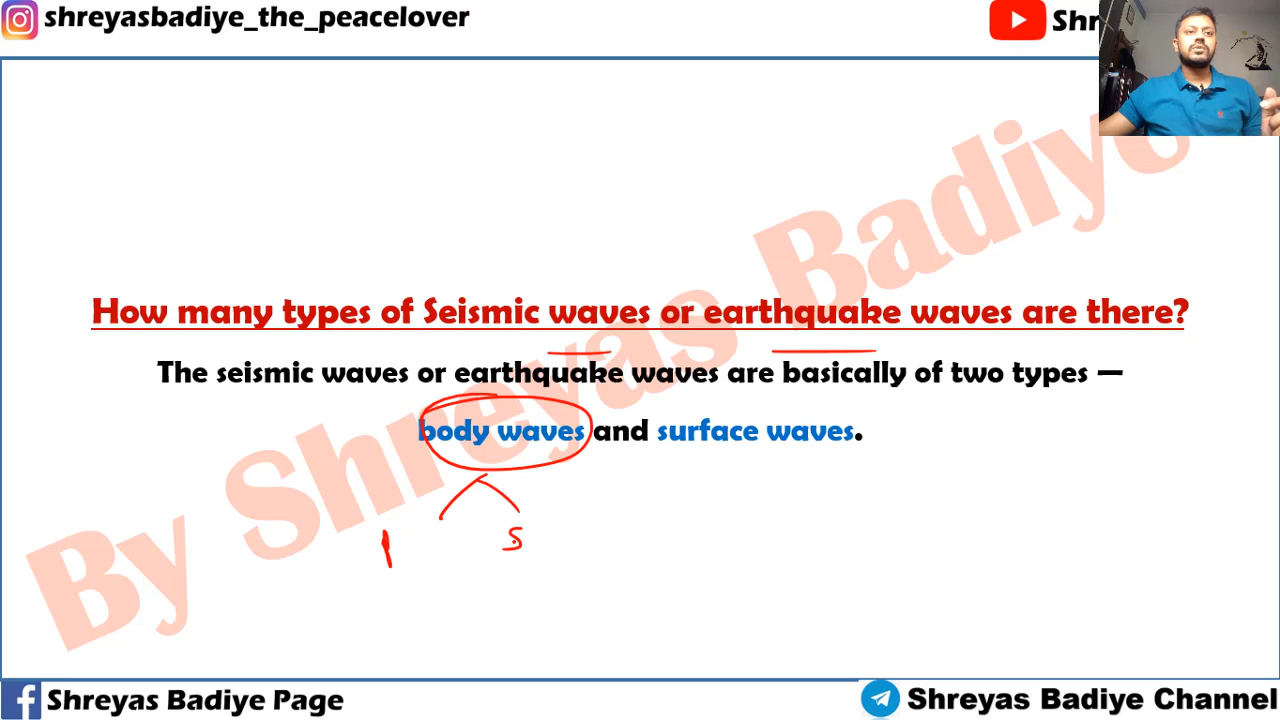 shreyasbadiye_the_peacelover
Shr
How many types of Seismic waves or earthquake waves are there?
The seismic waves or earthquake waves are basically of two types —
body waves and surface waves.
S
By Shreyas Badiye
Shreyas Badiye Page
Shreyas Badiye Channel